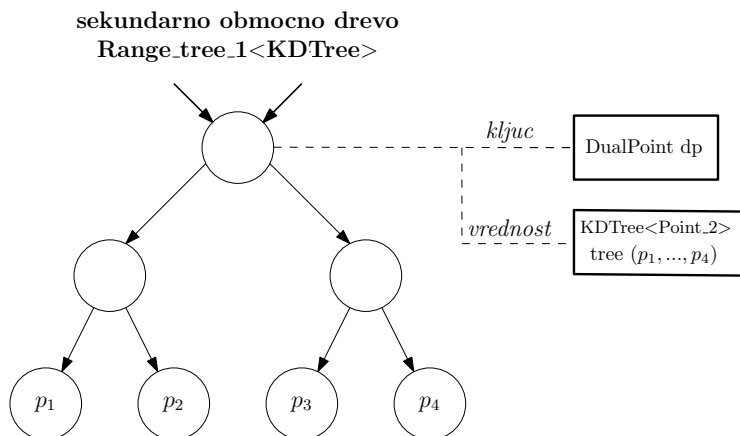 sekundarno obmocno drevo
Range_tree_1<KDTree>
kljuc
DualPoint dp
vrednost
KDTree<Point_2>
tree (p₁, ..., p₄)
p₁
p₂
p₃
p₄